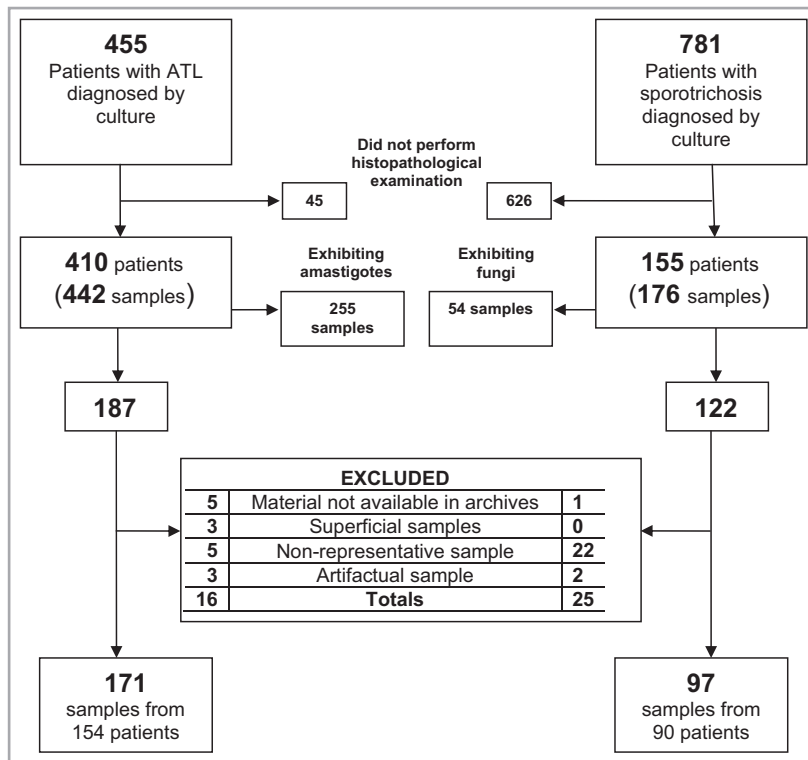 455
Patients with ATL
diagnosed by
culture
781
Patients with
sporotrichosis
diagnosed by
culture
Did not perform
histopathological
examination
45
626
410 patients
(442 samples)
Exhibiting
amastigotes
Exhibiting
fungi
155 patients
(176 samples)
255
samples
54 samples
187
122
EXCLUDED
5 Material not available in archives 1
3 Superficial samples 0
5 Non-representative sample 22
3 Artifactual sample 2
16 Totals 25
171
samples from
154 patients
97
samples from
90 patients